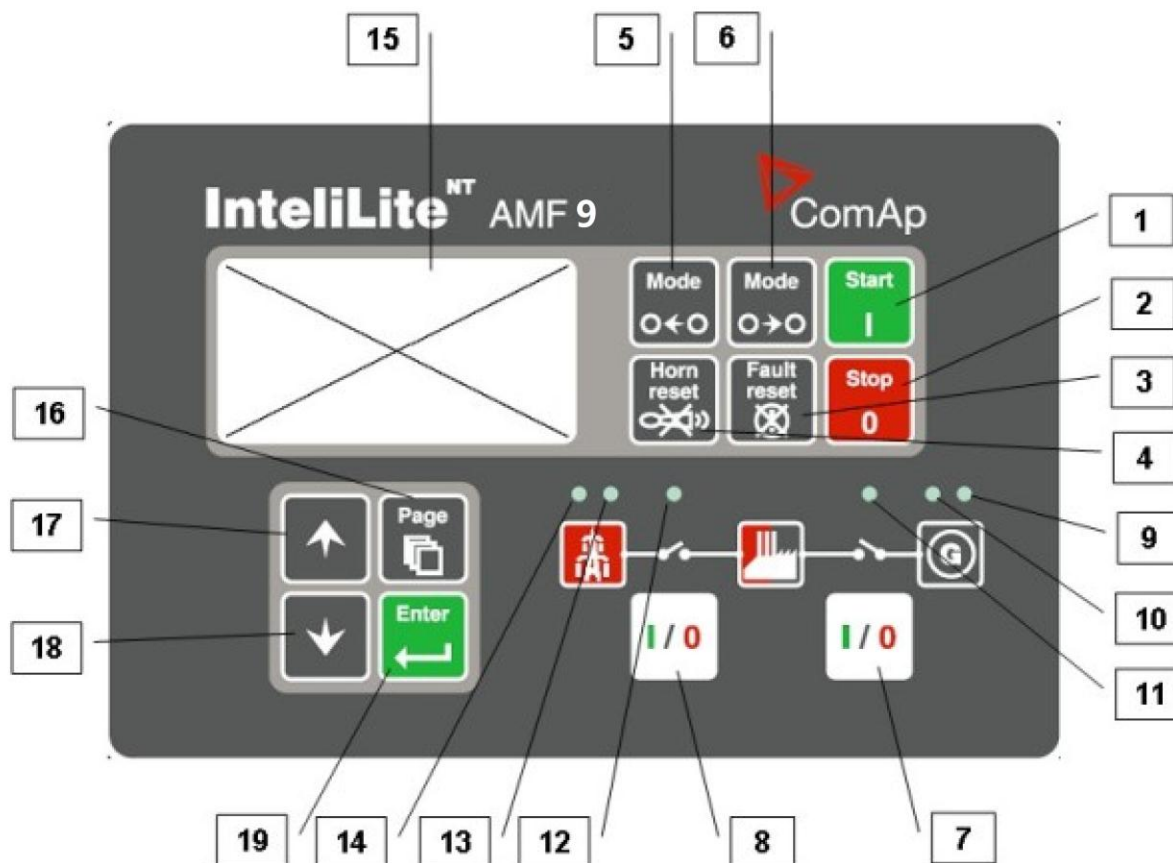 15 5 6
InteliLite NT AMF 9 ComAp
1
Mode Mode Start
I
2
Horn reset Fault reset Stop
0
3
16
4
17
Page
G
9
Enter
18
I / 0 I / 0
10
11
19 14 13 12 8 7